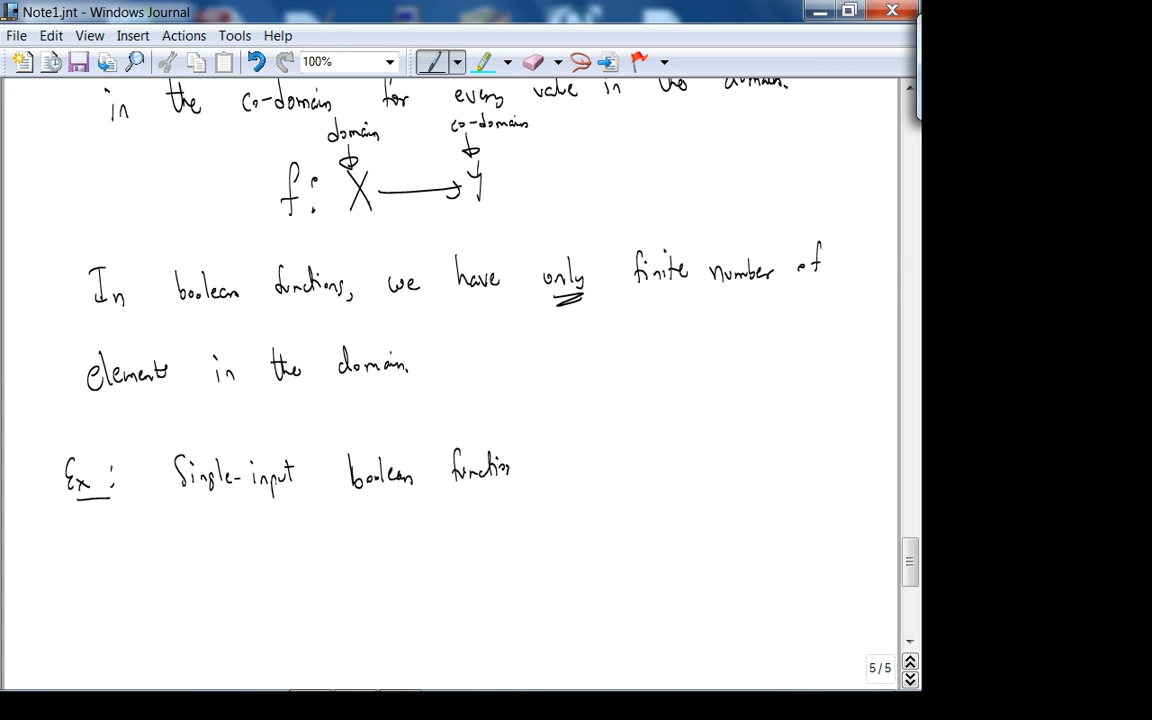 Note1.jnt - Windows Journal
File Edit View Insert Actions Tools Help
100%
in the co-domain for every value in the domain.
domain co-domain
f: X → Y
In boolean functions, we have only finite number of
elements in the domain.
Ex: Single-input boolean function
5/5